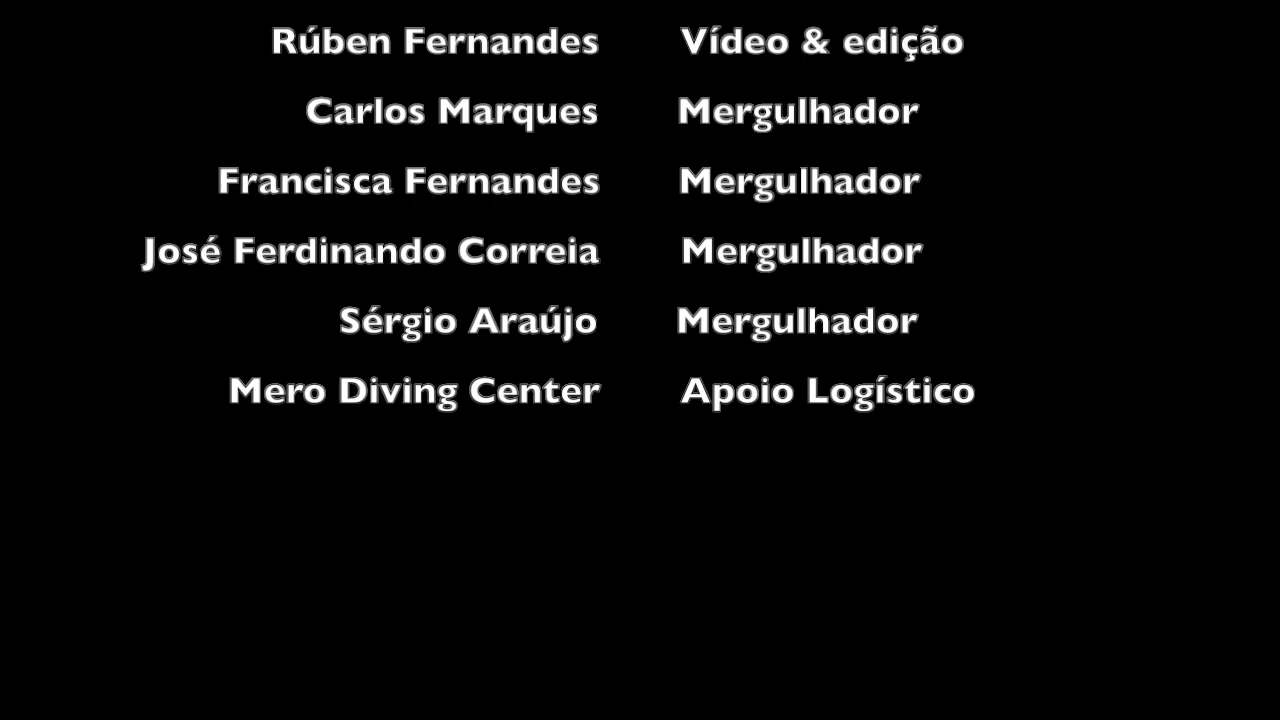 Rúben Fernandes Vídeo & edição
Carlos Marques Mergulhador
Francisca Fernandes Mergulhador
José Ferdinando Correia Mergulhador
Sérgio Araújo Mergulhador
Mero Diving Center Apoio Logístico